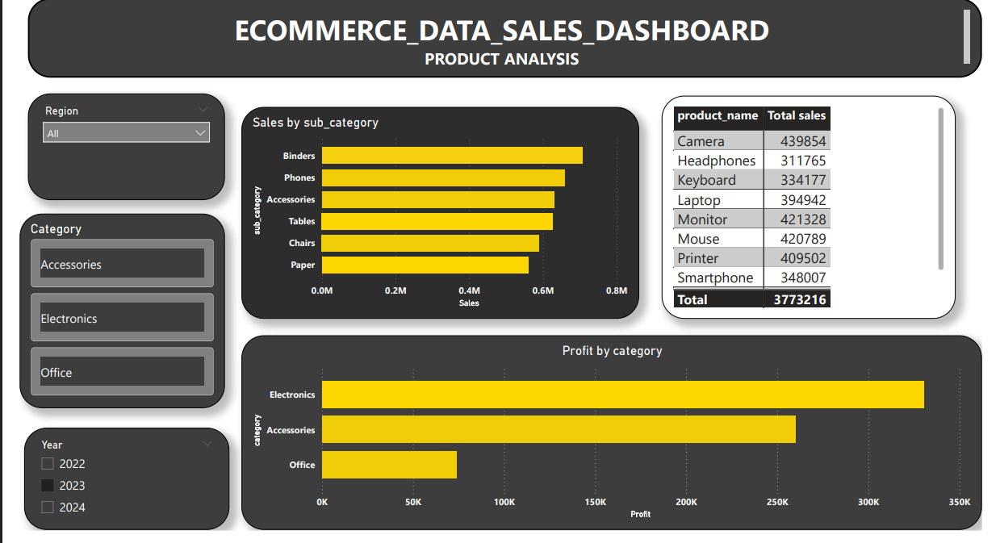 ECOMMERCE_DATA_SALES_DASHBOARD
PRODUCT ANALYSIS
Region
All
Category
Accessories
Electronics
Office
Year
2022
2023
2024
Sales by sub_category
sub_category
Binders
Phones
Accessories
Tables
Chairs
Paper
0.0M 0.2M 0.4M 0.6M 0.8M
Sales
product_name Total sales
Camera 439854
Headphones 311765
Keyboard 334177
Laptop 394942
Monitor 421328
Mouse 420789
Printer 409502
Smartphone 348007
Total 3773216
Profit by category
category
Electronics
Accessories
Office
0K 50K 100K 150K 200K 250K 300K 350K
Profit